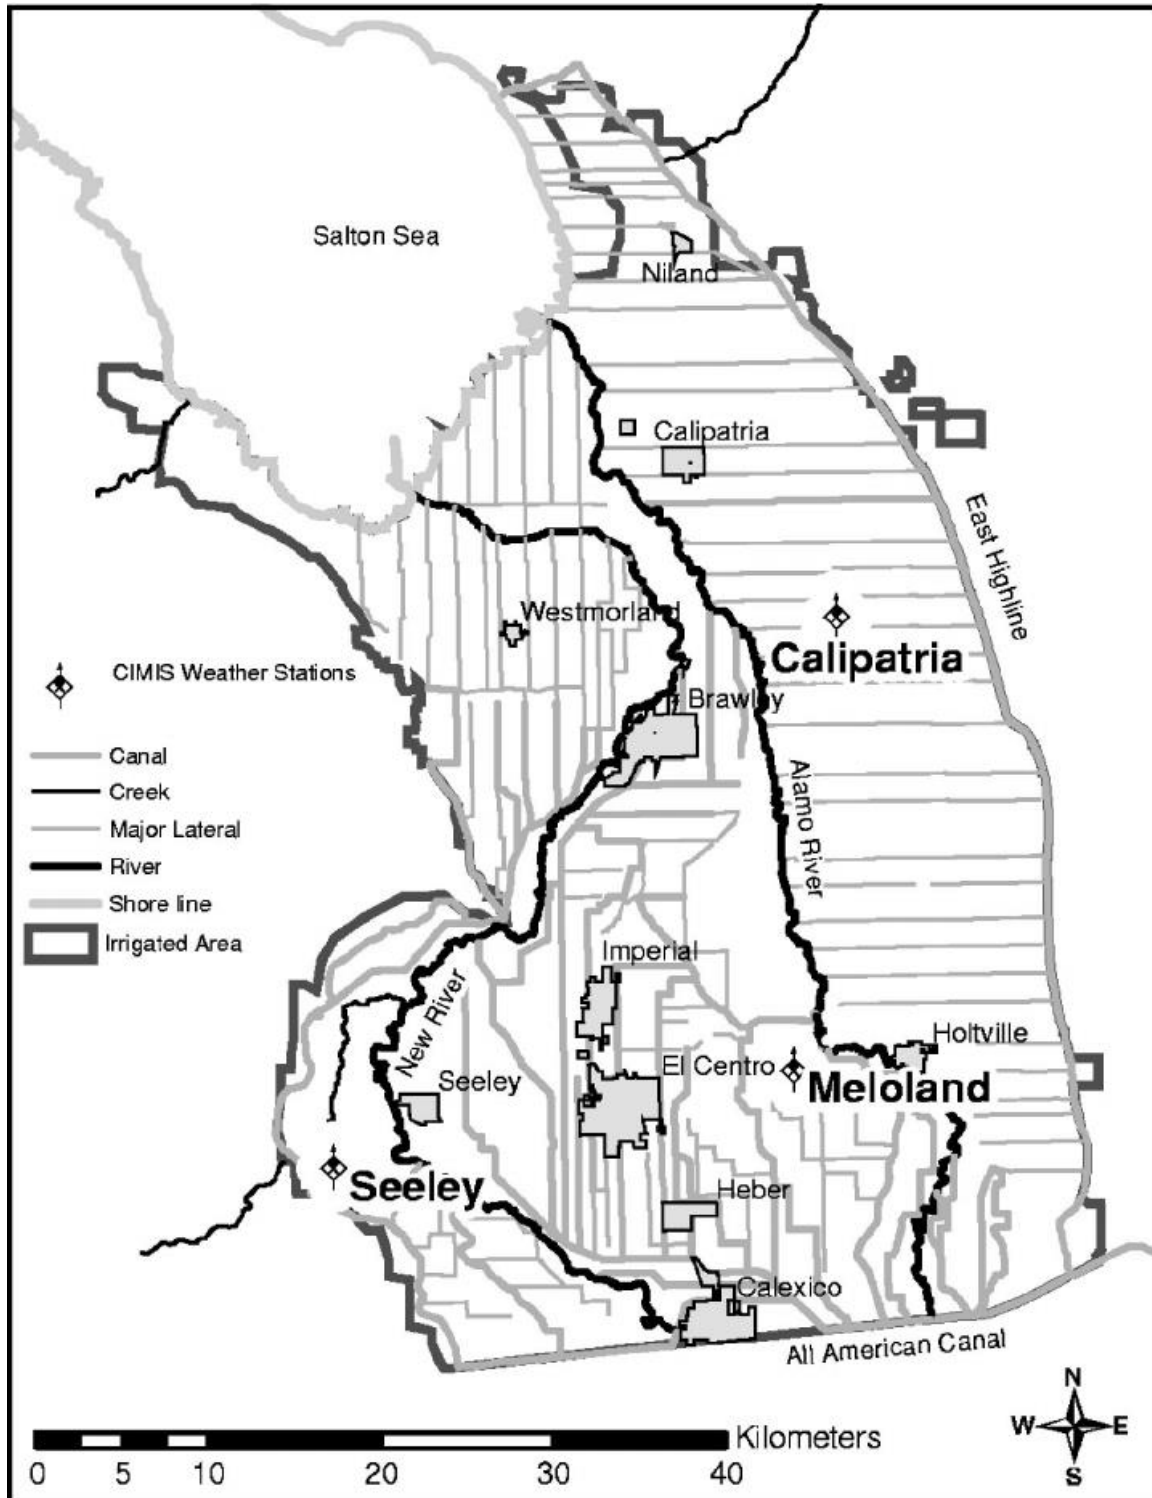 Salton Sea
Niland
Calipatria
East Highline
Westmorland
Calipatria
CIMIS Weather Stations
Brawley
Canal
Creek
Major Lateral
River
Shore line
Irrigated Area
Alamo River
Imperial
New River
Holtville
El Centro
Seeley
Meloland
Seeley
Heber
Calexico
All American Canal
N
W E
S
Kilometers
0 5 10 20 30 40